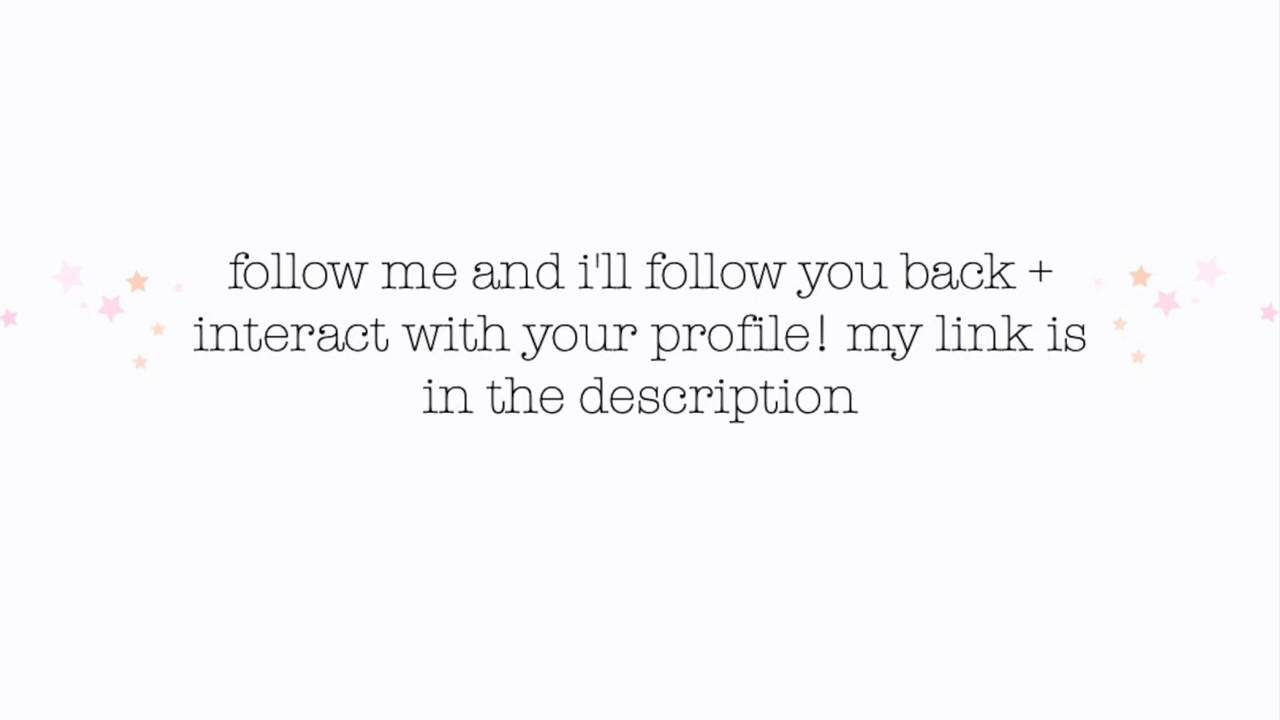 follow me and i'll follow you back +
interact with your profile! my link is
in the description